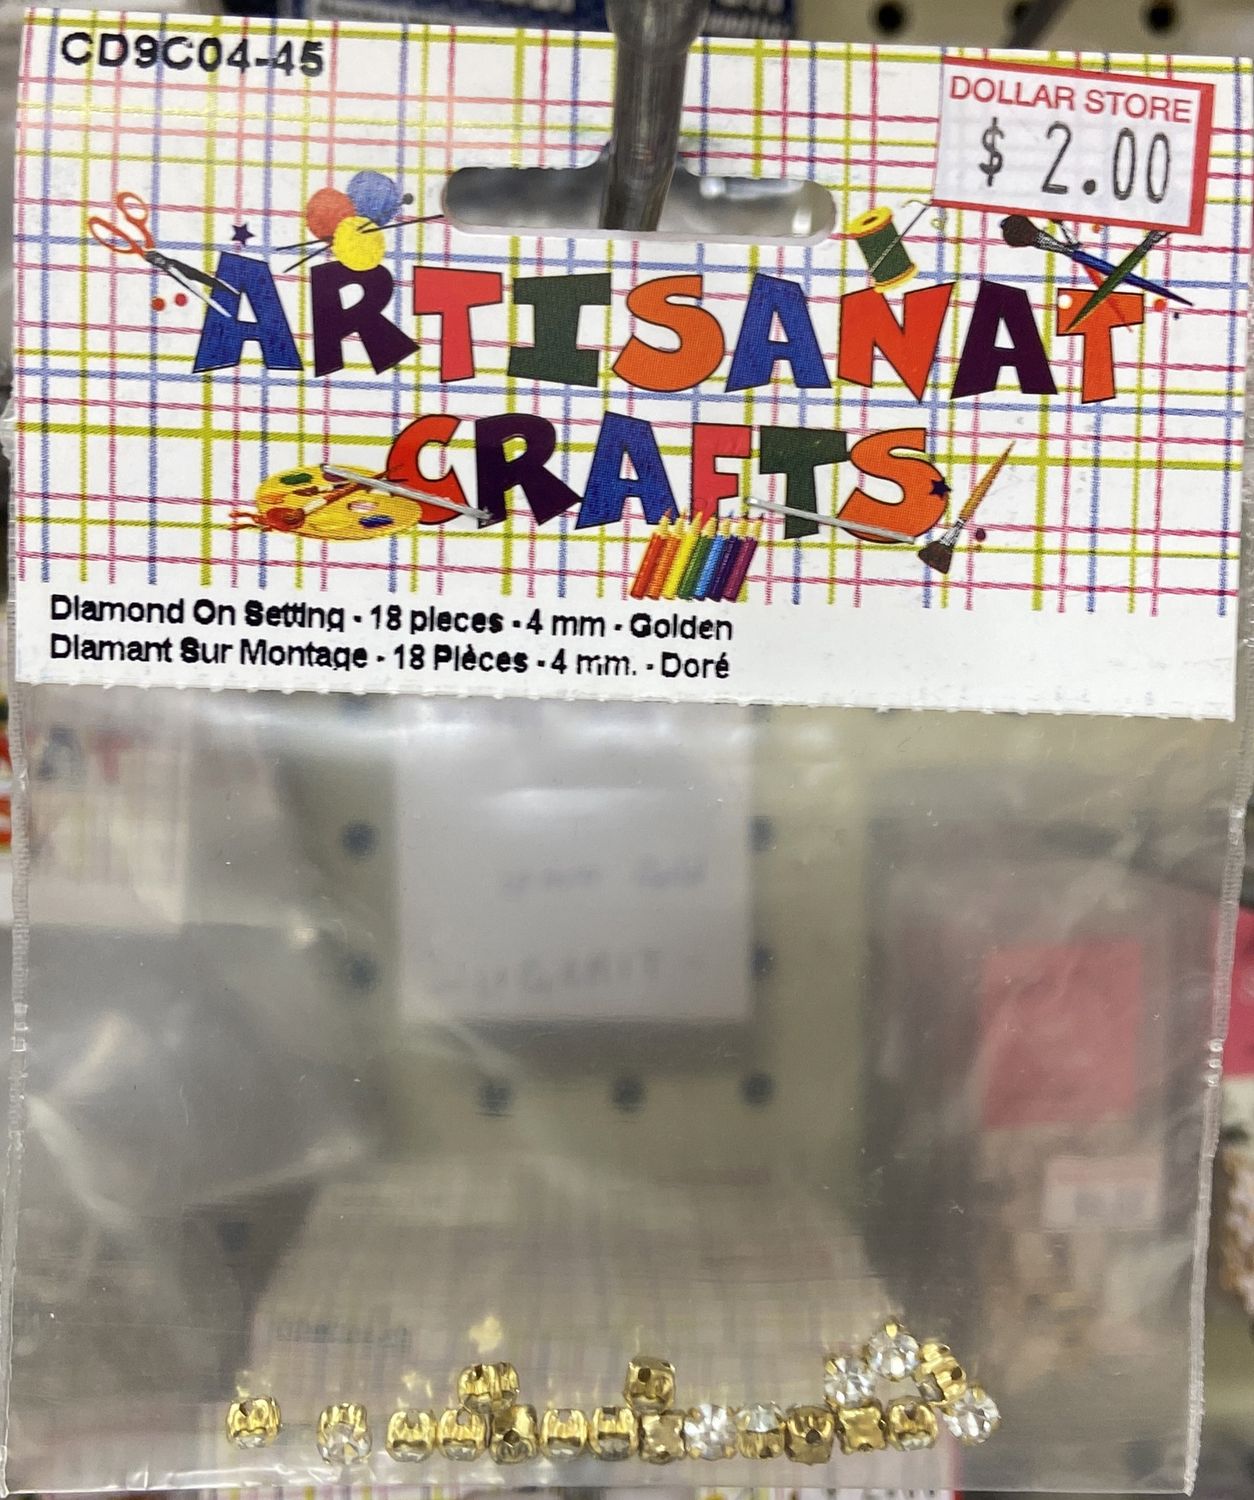 CD9C04-45
DOLLAR STORE
$ 2.00
ARTISANAT
CRAFTS
Diamond On Setting - 18 pieces - 4 mm - Golden
Diamant Sur Montage - 18 Pièces - 4 mm. - Doré